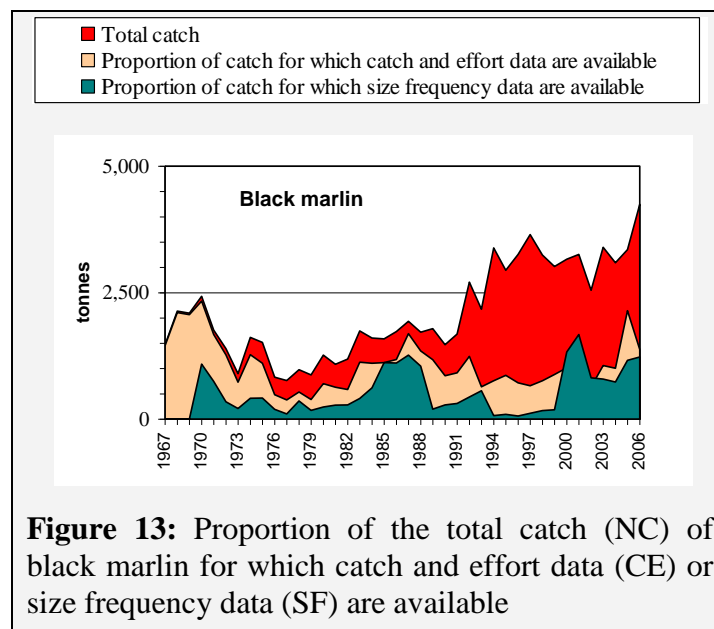 Total catch
Proportion of catch for which catch and effort data are available
Proportion of catch for which size frequency data are available
5,000
Black marlin
2,500
tonnes
0
1967
1970
1973
1976
1979
1982
1985
1988
1991
1994
1997
2000
2003
2006
Figure 13: Proportion of the total catch (NC) of
black marlin for which catch and effort data (CE) or
size frequency data (SF) are available